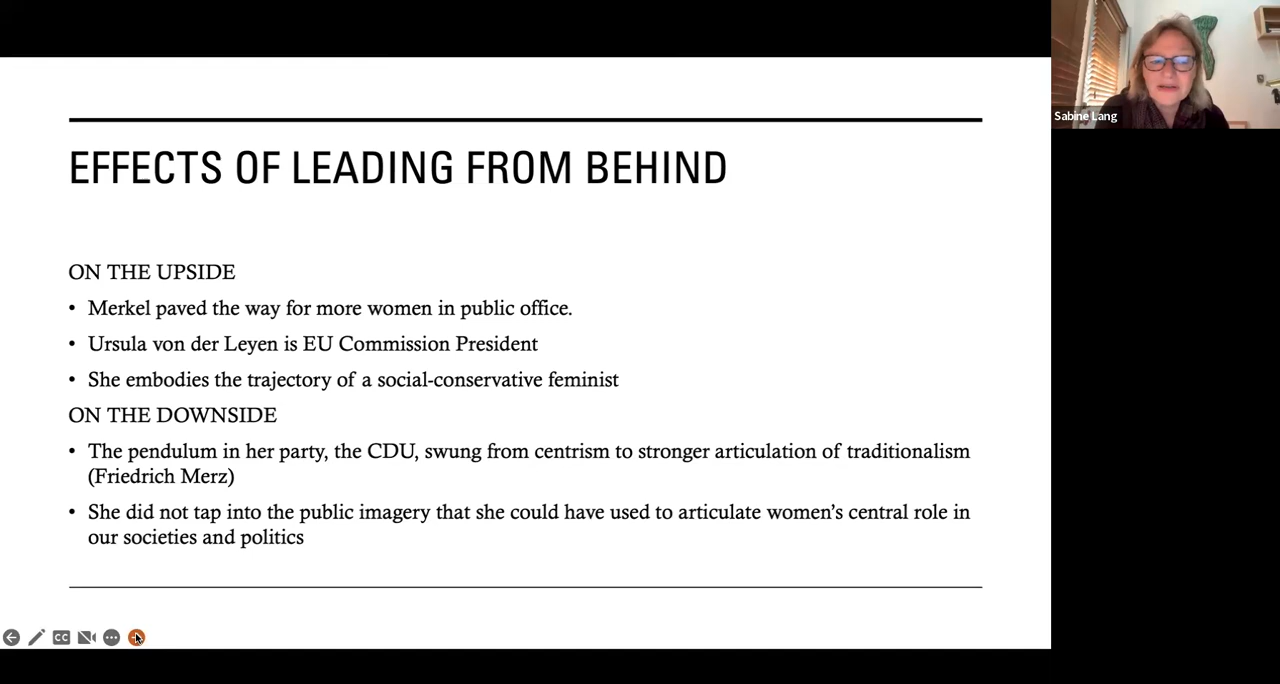 EFFECTS OF LEADING FROM BEHIND
ON THE UPSIDE
• Merkel paved the way for more women in public office.
• Ursula von der Leyen is EU Commission President
• She embodies the trajectory of a social-conservative feminist
ON THE DOWNSIDE
• The pendulum in her party, the CDU, swung from centrism to stronger articulation of traditionalism
(Friedrich Merz)
• She did not tap into the public imagery that she could have used to articulate women’s central role in
our societies and politics
CC
Sabine Lang